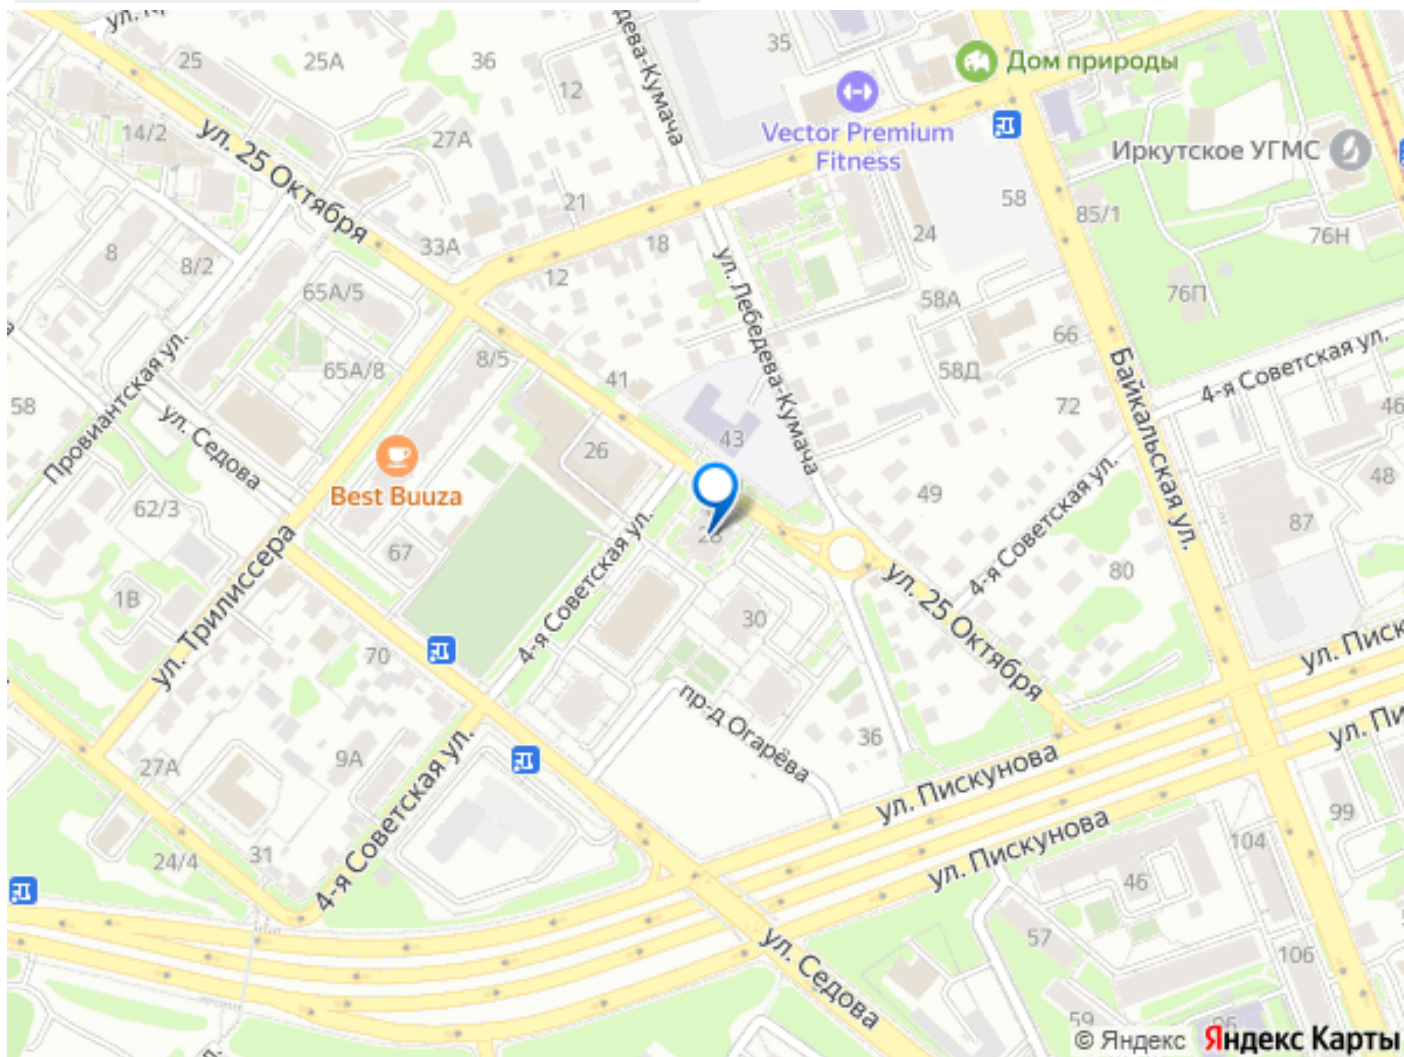 25
25А
36
35
Дом природы
12
Vector Premium
Fitness
14/2
ул. 25 Октября
27А
Иркутское УГМС
58
85/1
21
76Н
24
33А
18
12
8
8/2
65А/5
58А
76П
66
ул. Лебедева-Кумача
Байкальская ул.
4-я Советская ул.
65А/8
8/5
41
58Д
72
46
58
Провиантская ул.
ул. Седова
43
26
Best Buuza
49
48
87
62/3
67
28
4-я Советская ул.
80
1В
ул. Трилиссера
4-я Советская ул.
30
ул. 25 Октября
70
пр-д Огарёва
36
9А
27А
4-я Советская ул.
ул. Пискунова
ул. Пискунова
99
104
24/4
31
46
57
106
ул. Седова
59
© Яндекс Яндекс Карты